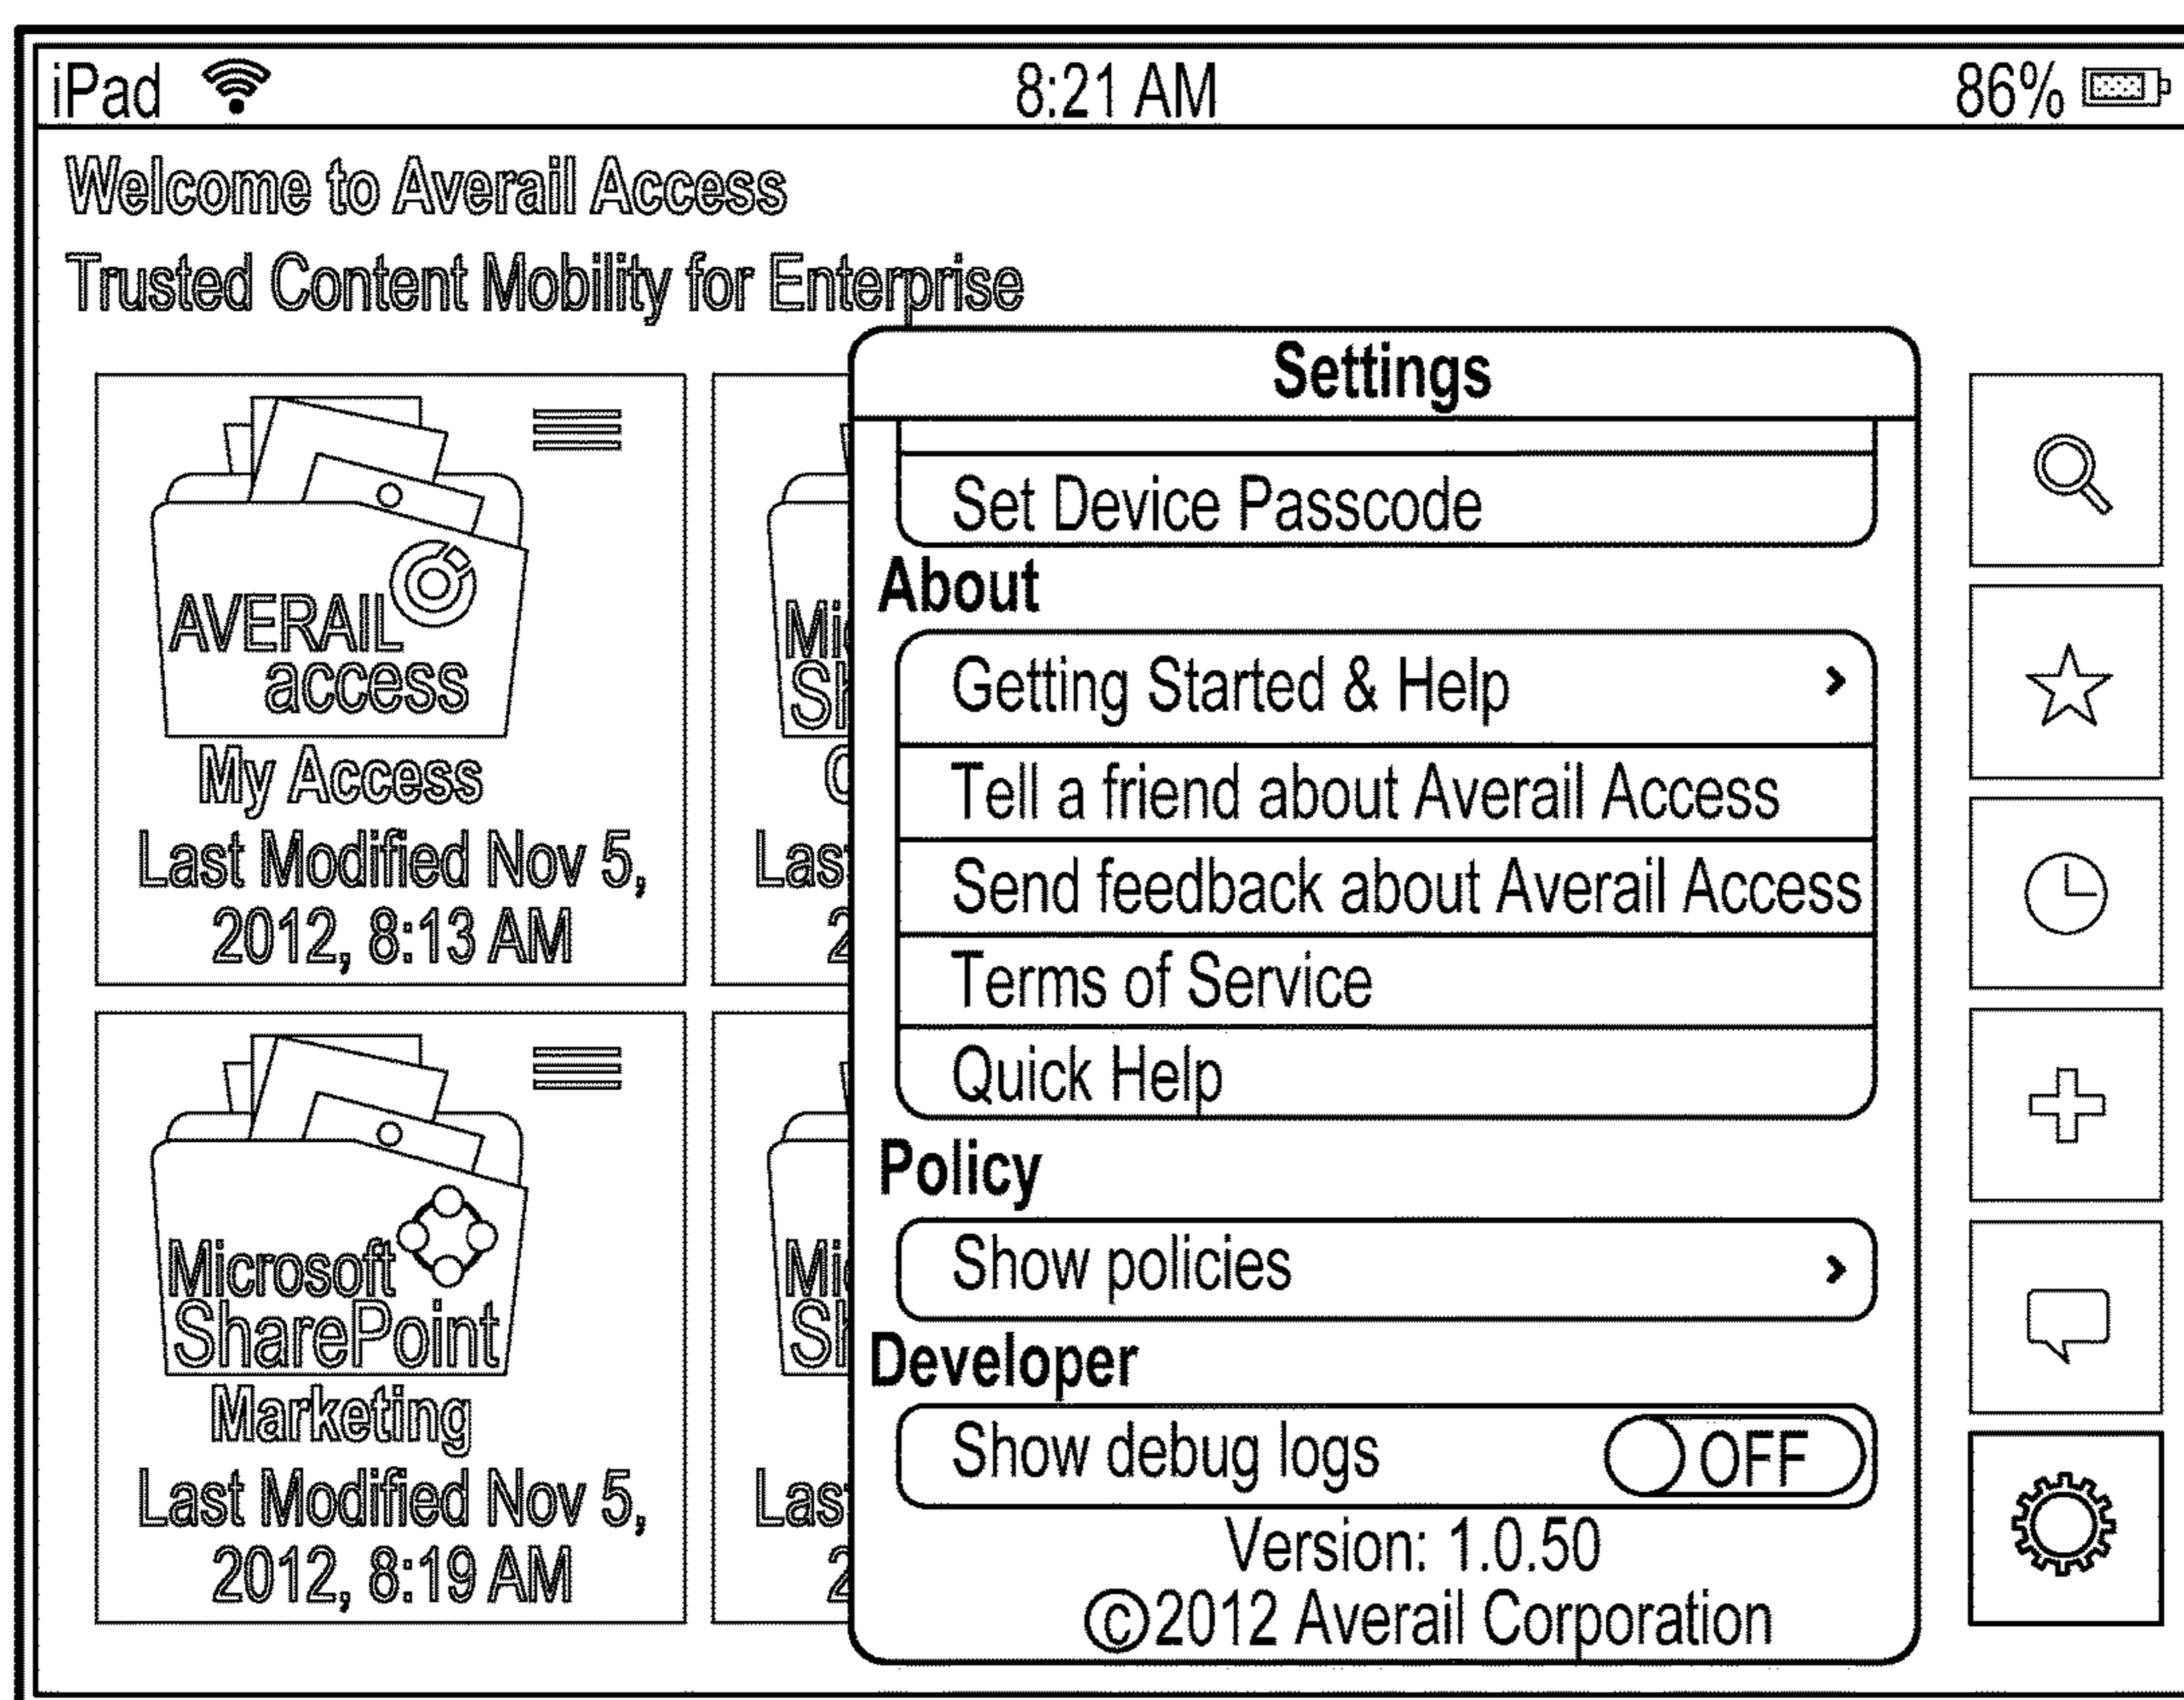 iPad
8:21 AM
86%
Welcome to Averail Access
Trusted Content Mobility for Enterprise
AVERAIL
access
My Access
Last Modified Nov 5,
2012, 8:13 AM
Microsoft
SharePoint
Marketing
Last Modified Nov 5,
2012, 8:19 AM
Settings
Set Device Passcode
About
Getting Started & Help
Tell a friend about Averail Access
Send feedback about Averail Access
Terms of Service
Quick Help
Policy
Show policies
Developer
Show debug logs OFF
Version: 1.0.50
©2012 Averail Corporation